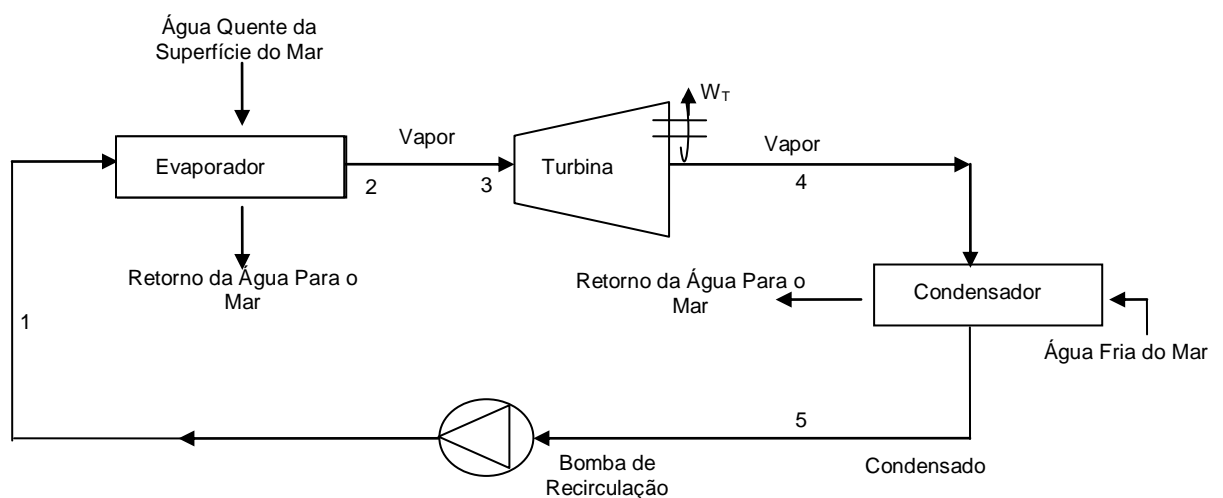 Água Quente da
Superfície do Mar
W_T
Vapor
Vapor
Evaporador
Turbina
2
3
4
Retorno da Água Para o
Mar
Retorno da Água Para o
Mar
Condensador
1
Água Fria do Mar
5
Bomba de
Recirculação
Condensado